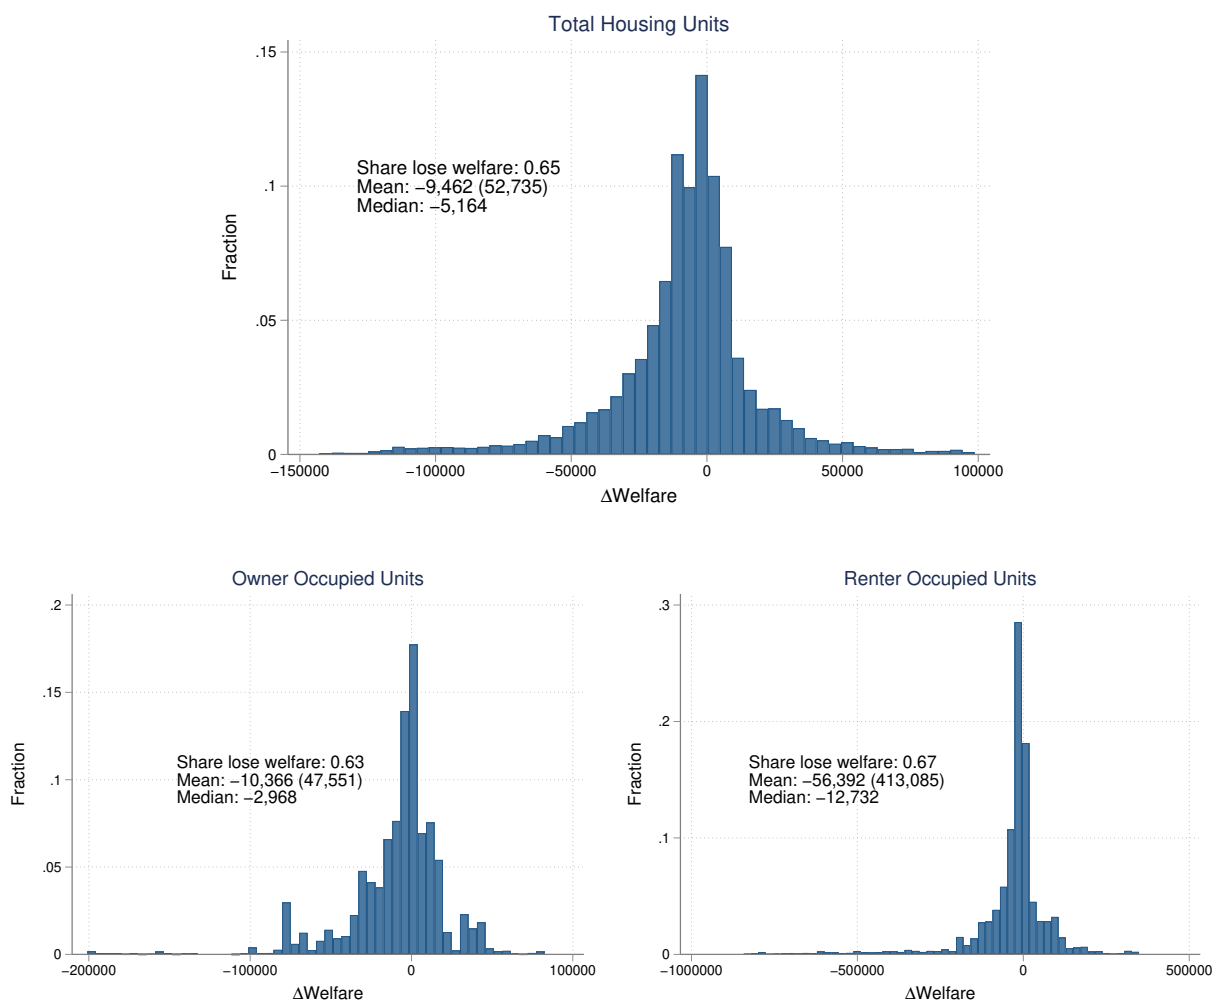 Total Housing Units
.15
.1
.05
0
Fraction
Share lose welfare: 0.65
Mean: −9,462 (52,735)
Median: −5,164
−150000 −100000 −50000 0 50000 100000
ΔWelfare
Owner Occupied Units
.2
.15
.1
.05
0
Fraction
Share lose welfare: 0.63
Mean: −10,366 (47,551)
Median: −2,968
−200000 −100000 0 100000
ΔWelfare
Renter Occupied Units
.3
.2
.1
0
Fraction
Share lose welfare: 0.67
Mean: −56,392 (413,085)
Median: −12,732
−1000000 −500000 0 500000
ΔWelfare